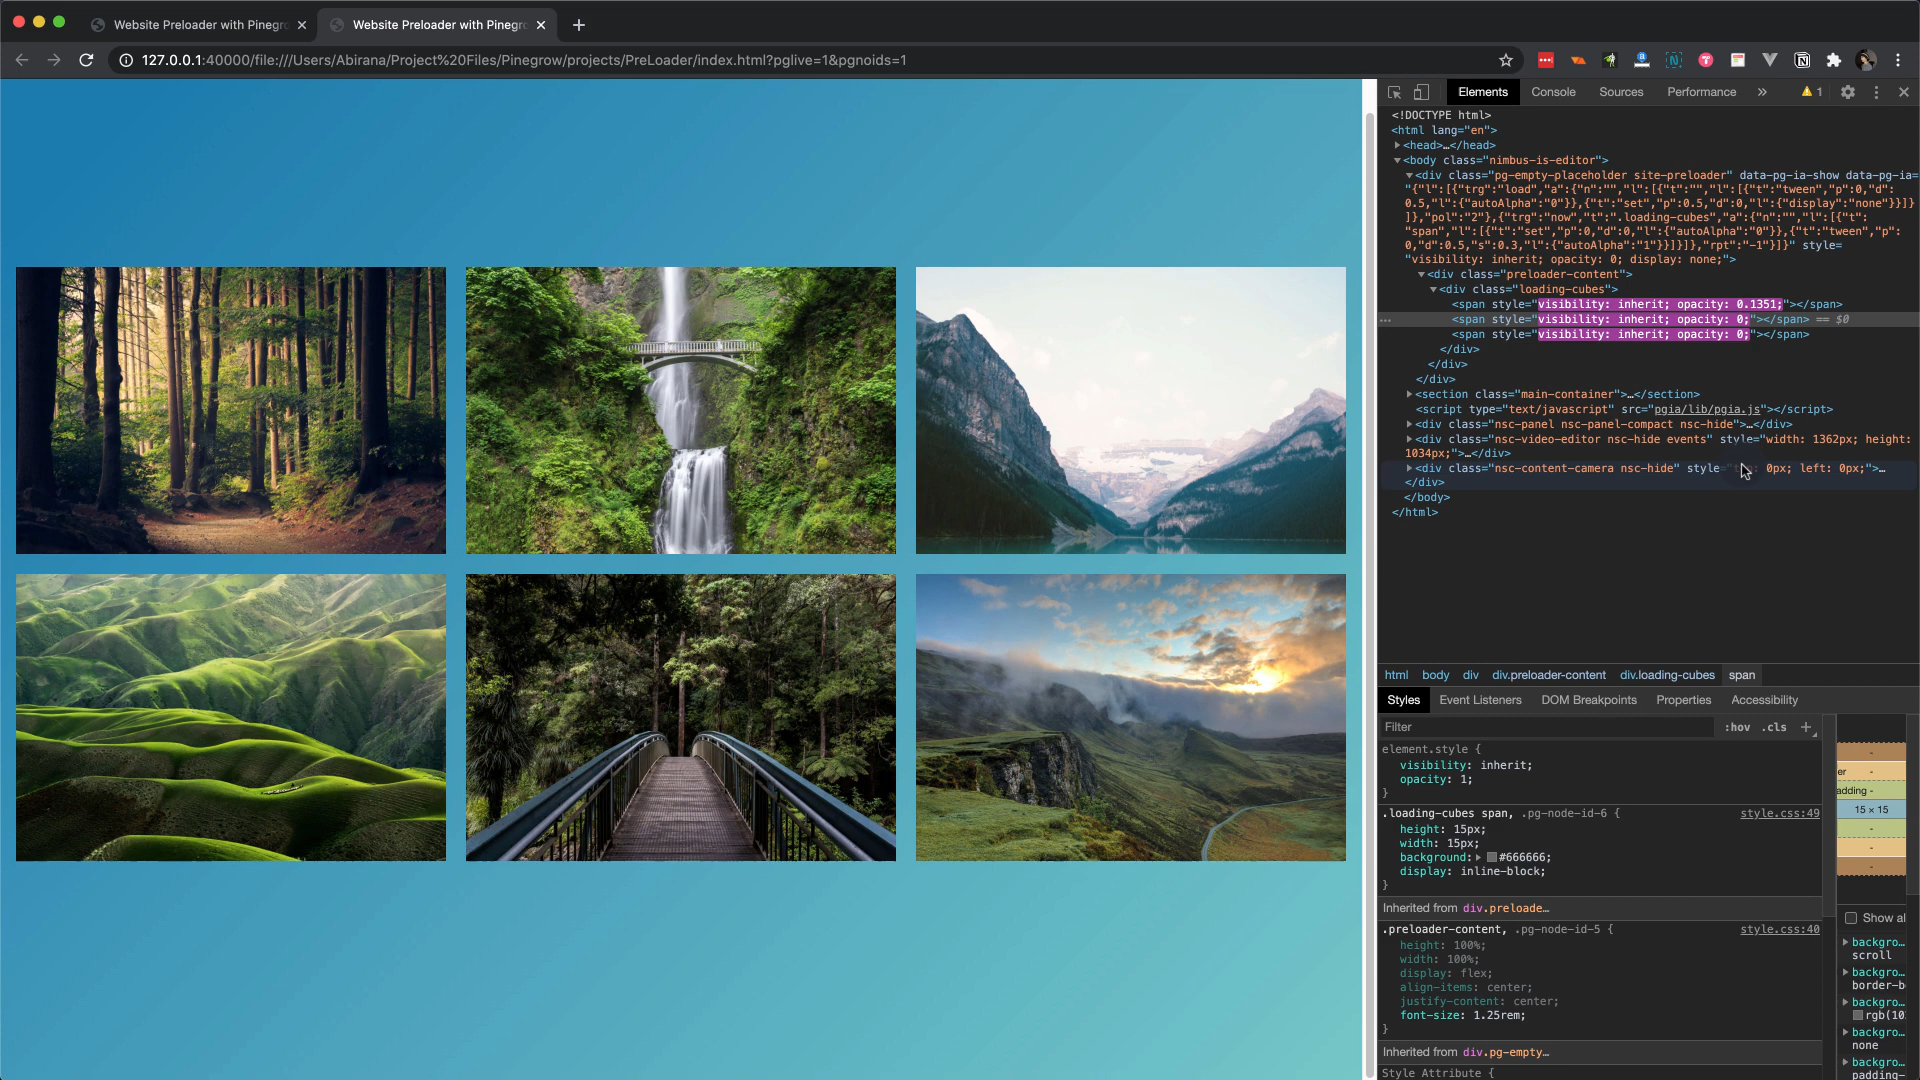 Website Preloader with Pinegr
Website Preloader with Pinegr
127.0.0.1:40000/file:///Users/Abirana/Project%20Files/Pinegrow/projects/PreLoader/index.html?pglive=1&pgnoids=1
Elements Console Sources Performance » 1
<!DOCTYPE html>
<html lang="en">
<head>…</head>
<body class="nimbus-is-editor">
<div class="pg-empty-placeholder site-preloader" data-pg-ia-show data-pg-ia=
"{"l":[{"trg":"load","a":{"n":"","l":[{"t":"","l":[{"t":"tween","p":0,"d":
0.5,"l":{"autoAlpha":"0"}},{"t":"set","p":0.5,"d":0,"l":{"display":"none"}}]}
]},"pol":"2"},{"trg":"now","t":".loading-cubes","a":{"n":"","l":[{"t":
"span","l":[{"t":"set","p":0,"d":0,"l":{"autoAlpha":"0"}},{"t":"tween","p":
0,"d":0.5,"s":0.3,"l":{"autoAlpha":"1"}}]}]},"rpt":"-1"}]}" style=
"visibility: inherit; opacity: 0; display: none;">
<div class="preloader-content">
<div class="loading-cubes">
<span style="visibility: inherit; opacity: 0.1351;"></span>
… <span style="visibility: inherit; opacity: 0;"></span> == $0
<span style="visibility: inherit; opacity: 0;"></span>
</div>
</div>
</div>
<section class="main-container">…</section>
<script type="text/javascript" src="pgia/lib/pgia.js"></script>
<div class="nsc-panel nsc-panel-compact nsc-hide">…</div>
<div class="nsc-video-editor nsc-hide events" style="width: 1362px; height:
1034px;">…</div>
<div class="nsc-content-camera nsc-hide" style= 0px; left: 0px;">…
</div>
</body>
</html>
html body div div.preloader-content div.loading-cubes span
Styles Event Listeners DOM Breakpoints Properties Accessibility
Filter :hov .cls +
element.style {
visibility: inherit;
opacity: 1;
}
.loading-cubes span, .pg-node-id-6 { style.css:49
height: 15px;
width: 15px;
background: #666666;
display: inline-block;
}
Inherited from div.preloade…
.preloader-content, .pg-node-id-5 { style.css:40
height: 100%;
width: 100%;
display: flex;
align-items: center;
justify-content: center;
font-size: 1.25rem;
}
Inherited from div.pg-empty…
Style Attribute {
-
er -
adding -
15 × 15
-
-
-
Show al
backgro…
scroll
backgro…
border-b
backgro…
rgb(10
backgro…
none
backgro…
padding-